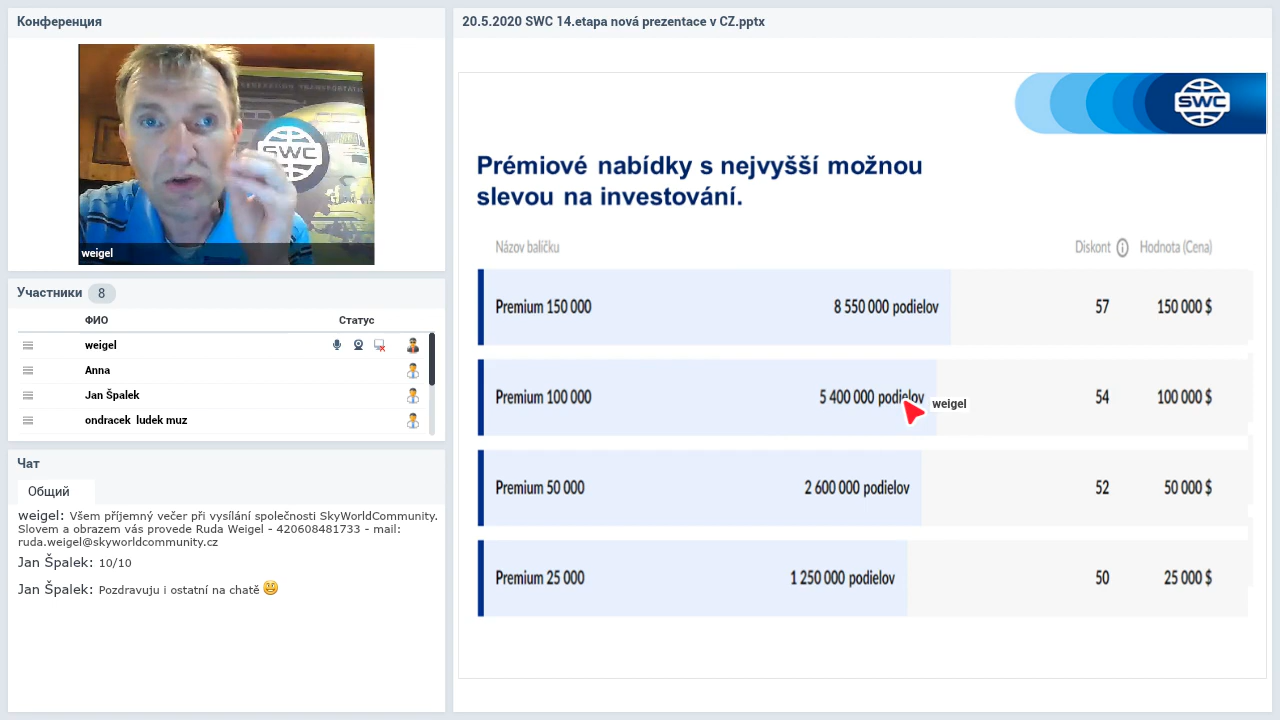 Конференция
SWC
weigel
Участники 8
ФИО Статус
weigel
Anna
Jan Špalek
ondracek ludek muz
Чат
Общий
weigel: Všem příjemný večer při vysílání společnosti SkyWorldCommunity.
Slovem a obrazem vás provede Ruda Weigel - 420608481733 - mail:
ruda.weigel@skyworldcommunity.cz
Jan Špalek: 10/10
Jan Špalek: Pozdravuju i ostatní na chatě
20.5.2020 SWC 14.etapa nová prezentace v CZ.pptx
SWC
Prémiové nabídky s nejvyšší možnou
slevou na investování.
Názov balíčku Diskont Hodnota (Cena)
Premium 150 000 8 550 000 podielov 57 150 000 $
Premium 100 000 5 400 000 podielov 54 100 000 $
weigel
Premium 50 000 2 600 000 podielov 52 50 000 $
Premium 25 000 1 250 000 podielov 50 25 000 $